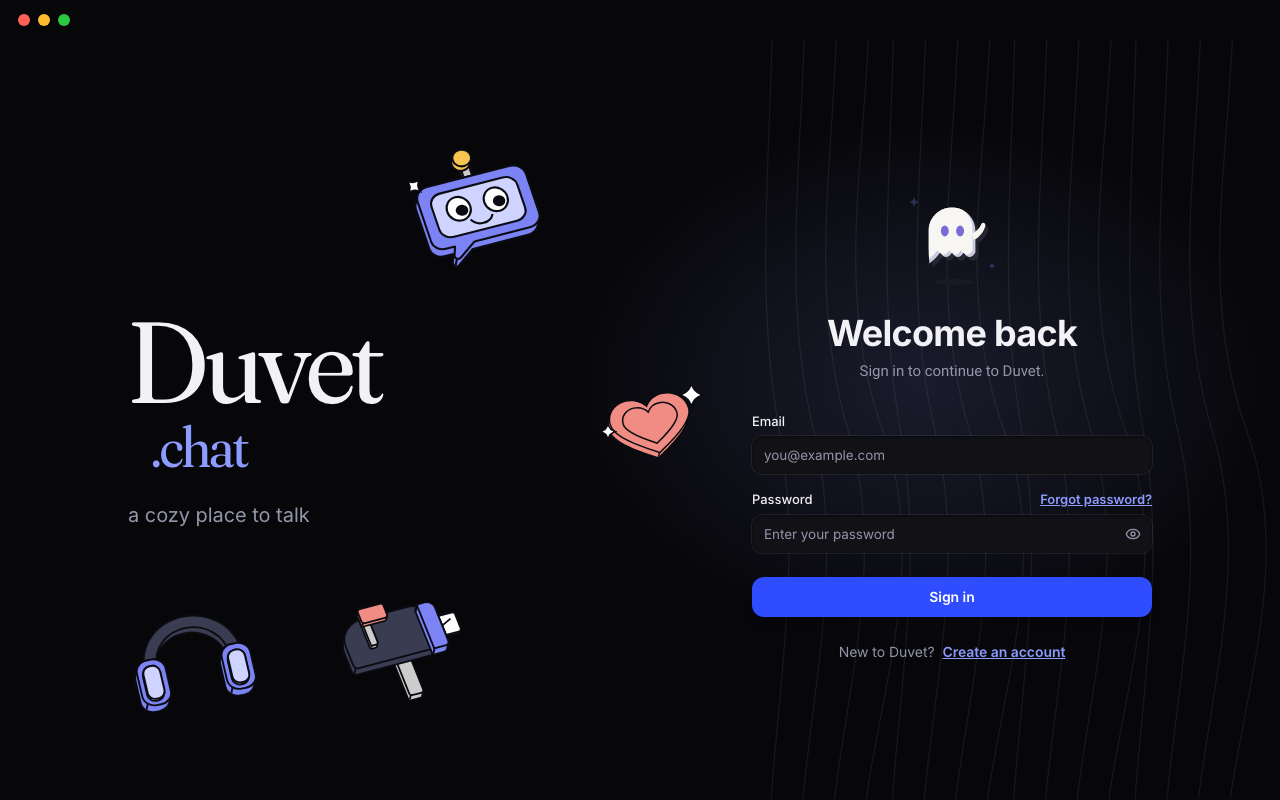 Duvet
.chat
a cozy place to talk
Welcome back
Sign in to continue to Duvet.
Email
you@example.com
Password Forgot password?
Enter your password
Sign in
New to Duvet? Create an account